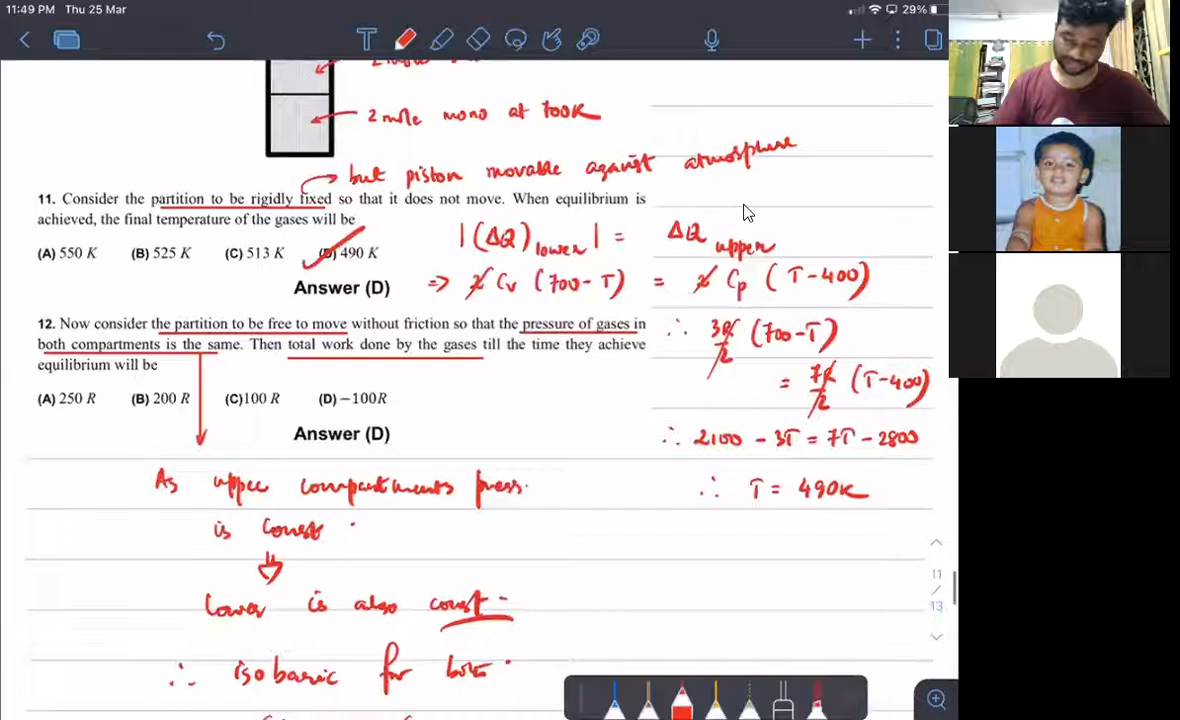 11:49 PM Thu 25 Mar
29%
2 mole mono at 700K
but piston movable against atmosphere
11. Consider the partition to be rigidly fixed so that it does not move. When equilibrium is
achieved, the final temperature of the gases will be
(A) 550 K (B) 525 K (C) 513 K (D) 490 K
Answer (D)
|(ΔQ) lower| = ΔQ upper
⇒ 2 Cv (700 - T) = 2 Cp (T - 400)
12. Now consider the partition to be free to move without friction so that the pressure of gases in
both compartments is the same. Then total work done by the gases till the time they achieve
equilibrium will be
(A) 250 R (B) 200 R (C)100 R (D) −100R
Answer (D)
∴ 3R/2 (700 - T)
= 7R/2 (T - 400)
∴ 2100 - 3T = 7T - 2800
∴ T = 490K
As upper compartments press.
is const.
⇓
lower is also const.
∴ isobaric for both.
11
/
13